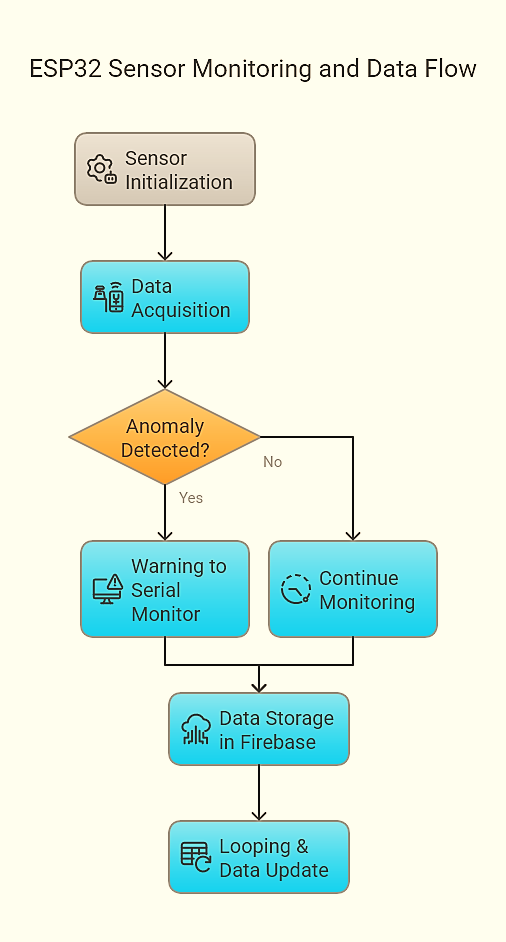 ESP32 Sensor Monitoring and Data Flow
Sensor
Initialization
Data
Acquisition
Anomaly
Detected?
No
Yes
Warning to
Serial
Monitor
Continue
Monitoring
Data Storage
in Firebase
Looping &
Data Update